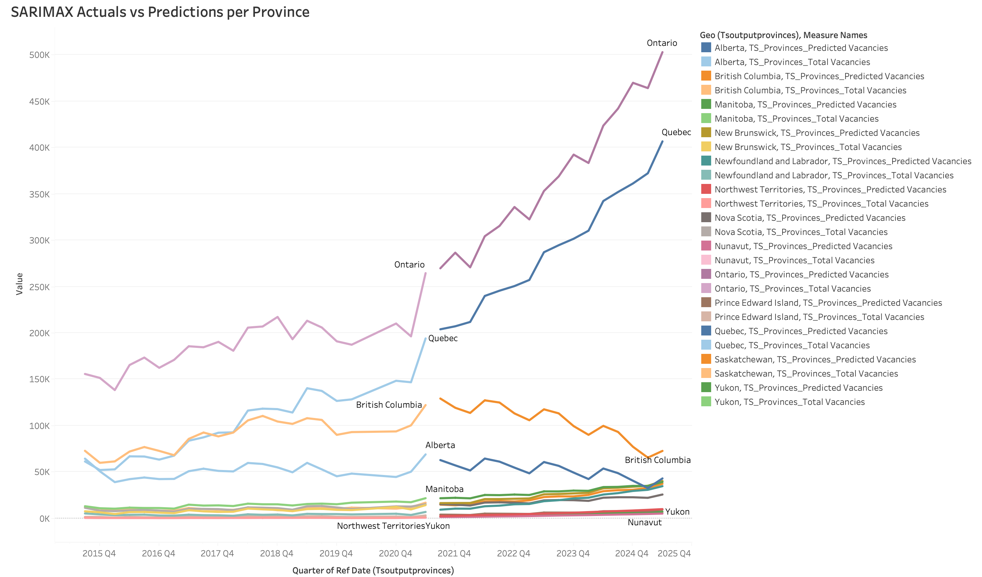 SARIMAX Actuals vs Predictions per Province
500K
450K
400K
350K
300K
250K
200K
150K
100K
50K
0K
Value
Ontario
Quebec
Ontario
Quebec
British Columbia
Alberta
Manitoba
Northwest Territories
Yukon
British Columbia
Yukon
Nunavut
2015 Q4
2016 Q4
2017 Q4
2018 Q4
2019 Q4
2020 Q4
2021 Q4
2022 Q4
2023 Q4
2024 Q4
2025 Q4
Quarter of Ref Date (Tsoutputprovinces)
Geo (Tsoutputprovinces), Measure Names
Alberta, TS_Provinces_Predicted Vacancies
Alberta, TS_Provinces_Total Vacancies
British Columbia, TS_Provinces_Predicted Vacancies
British Columbia, TS_Provinces_Total Vacancies
Manitoba, TS_Provinces_Predicted Vacancies
Manitoba, TS_Provinces_Total Vacancies
New Brunswick, TS_Provinces_Predicted Vacancies
New Brunswick, TS_Provinces_Total Vacancies
Newfoundland and Labrador, TS_Provinces_Predicted Vacancies
Newfoundland and Labrador, TS_Provinces_Total Vacancies
Northwest Territories, TS_Provinces_Predicted Vacancies
Northwest Territories, TS_Provinces_Total Vacancies
Nova Scotia, TS_Provinces_Predicted Vacancies
Nova Scotia, TS_Provinces_Total Vacancies
Nunavut, TS_Provinces_Predicted Vacancies
Nunavut, TS_Provinces_Total Vacancies
Ontario, TS_Provinces_Predicted Vacancies
Ontario, TS_Provinces_Total Vacancies
Prince Edward Island, TS_Provinces_Predicted Vacancies
Prince Edward Island, TS_Provinces_Total Vacancies
Quebec, TS_Provinces_Predicted Vacancies
Quebec, TS_Provinces_Total Vacancies
Saskatchewan, TS_Provinces_Predicted Vacancies
Saskatchewan, TS_Provinces_Total Vacancies
Yukon, TS_Provinces_Predicted Vacancies
Yukon, TS_Provinces_Total Vacancies